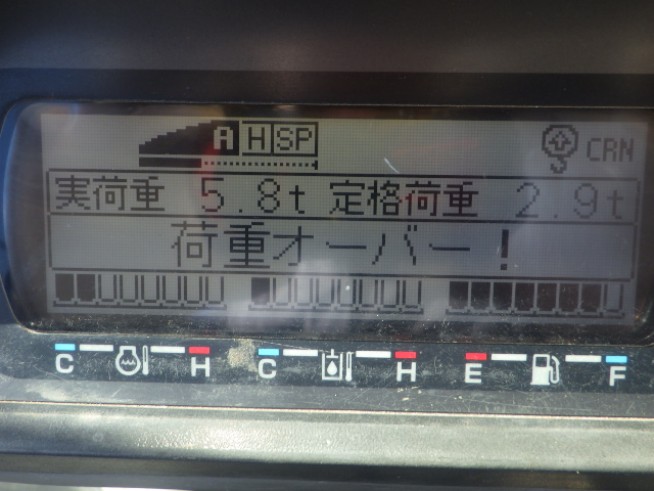 A H SP
CRN
実荷重 5.8t 定格荷重 2.9t
荷重オーバー!
C H C H E F